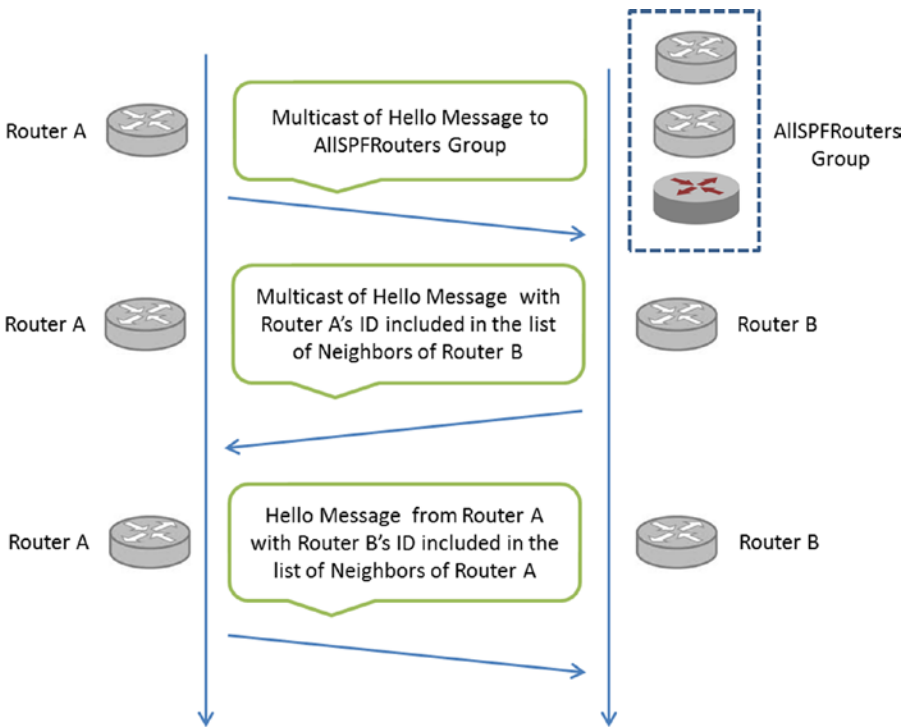 Router A
Multicast of Hello Message to
AllSPFRouters Group
AllSPFRouters
Group
Router A
Multicast of Hello Message with
Router A's ID included in the list
of Neighbors of Router B
Router B
Router A
Hello Message from Router A
with Router B's ID included in the
list of Neighbors of Router A
Router B